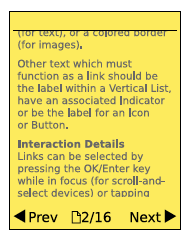 (for text), or a colored border
(for images).
Other text which must
function as a link should be
the label within a Vertical List,
have an associated Indicator
or be the label for an Icon
or Button.
Interaction Details
Links can be selected by
pressing the OK/Enter key
while in focus (for scroll-and-
select devices) or tapping
Prev 2/16 Next